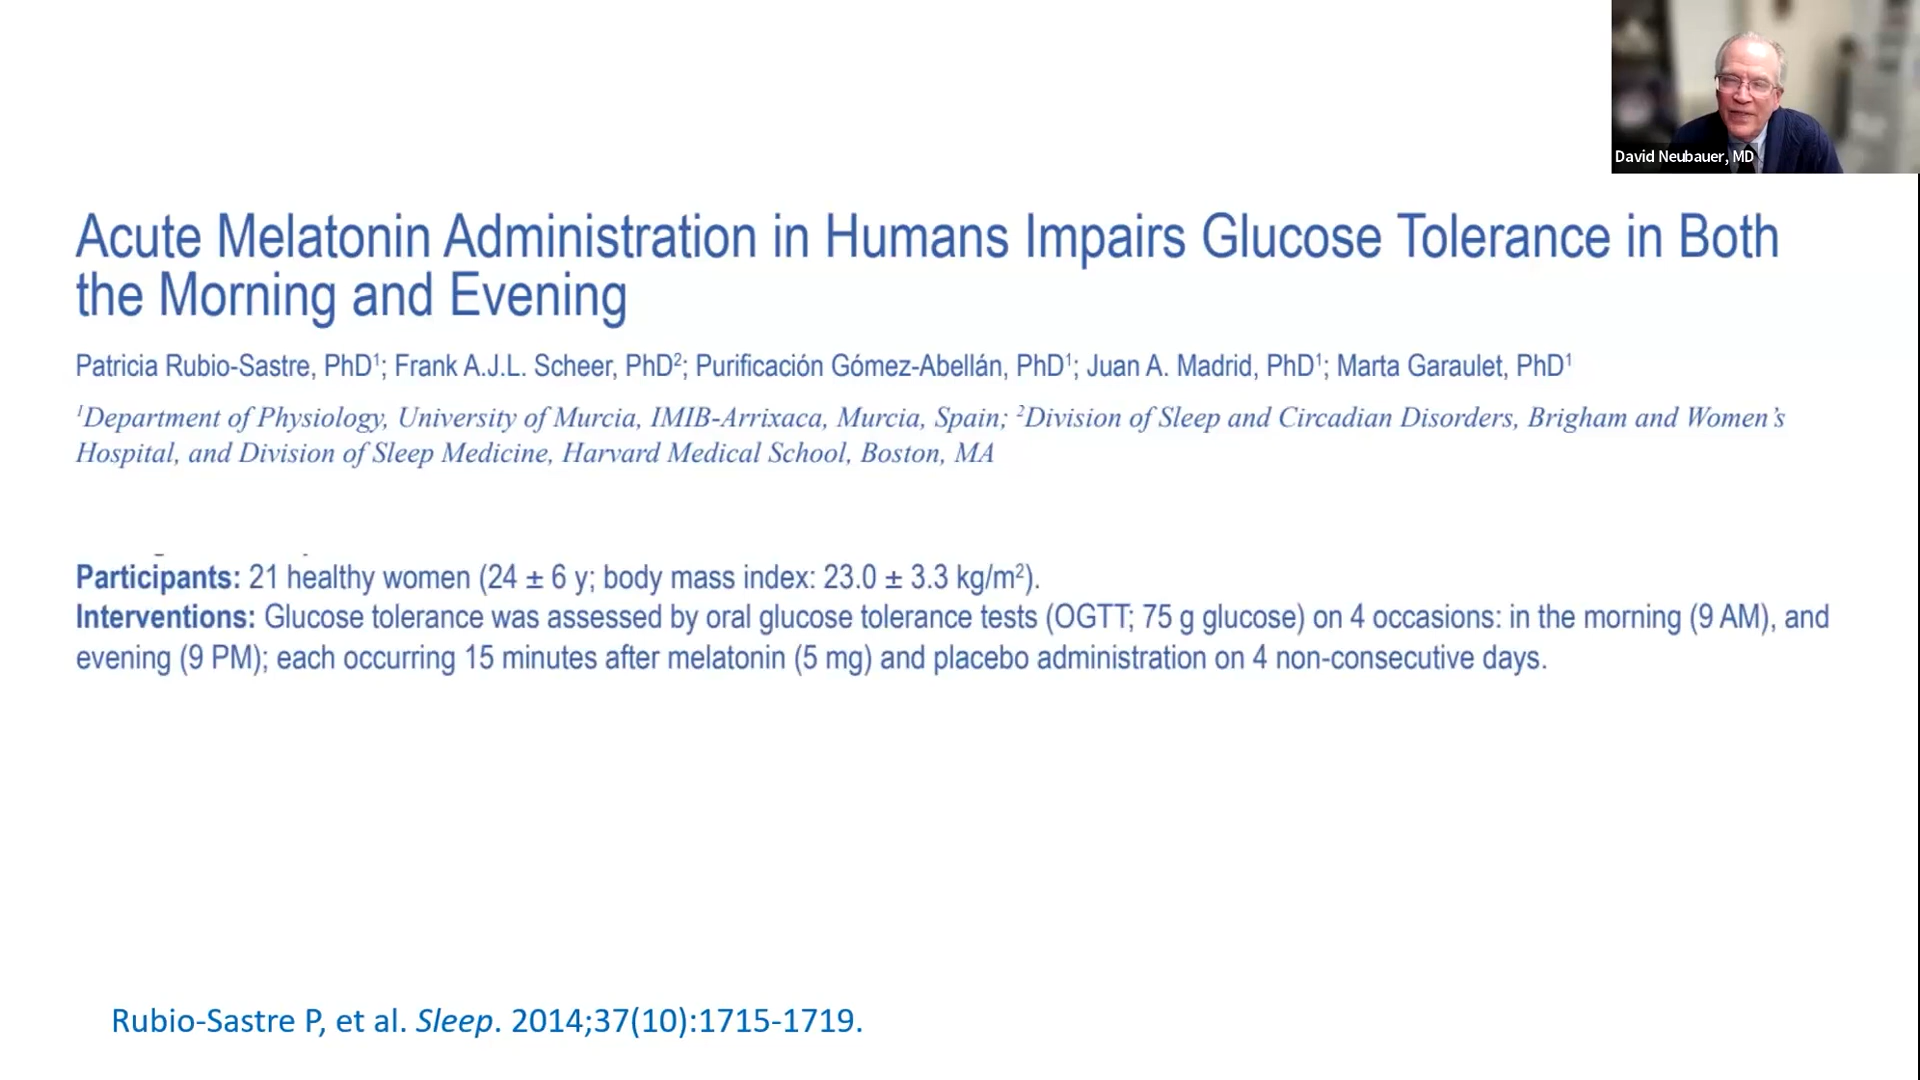 David Neubauer, MD
Acute Melatonin Administration in Humans Impairs Glucose Tolerance in Both
the Morning and Evening
Patricia Rubio-Sastre, PhD¹; Frank A.J.L. Scheer, PhD²; Purificación Gómez-Abellán, PhD¹; Juan A. Madrid, PhD¹; Marta Garaulet, PhD¹
¹Department of Physiology, University of Murcia, IMIB-Arrixaca, Murcia, Spain; ²Division of Sleep and Circadian Disorders, Brigham and Women’s
Hospital, and Division of Sleep Medicine, Harvard Medical School, Boston, MA
Participants: 21 healthy women (24 ± 6 y; body mass index: 23.0 ± 3.3 kg/m²).
Interventions: Glucose tolerance was assessed by oral glucose tolerance tests (OGTT; 75 g glucose) on 4 occasions: in the morning (9 AM), and
evening (9 PM); each occurring 15 minutes after melatonin (5 mg) and placebo administration on 4 non-consecutive days.
Rubio-Sastre P, et al. Sleep. 2014;37(10):1715-1719.